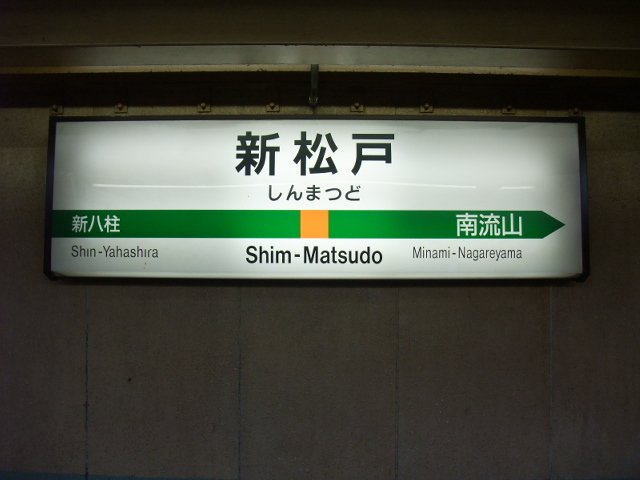 新松戸
しんまつど
新八柱 南流山
Shin-Yahashira Shim-Matsudo Minami-Nagareyama